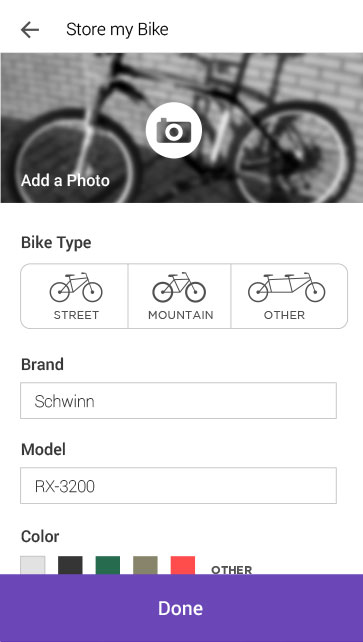 Store my Bike
Add a Photo
Bike Type
STREET MOUNTAIN OTHER
Brand
Schwinn
Model
RX-3200
Color
OTHER
Done